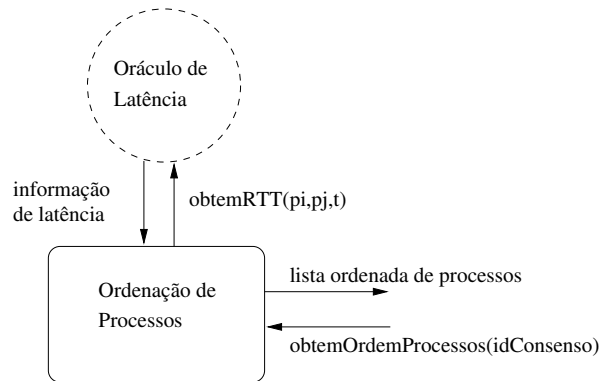 Oráculo de
Latência
informação
de latência
obtemRTT(pi,pj,t)
Ordenação de
Processos
lista ordenada de processos
obtemOrdemProcessos(idConsenso)